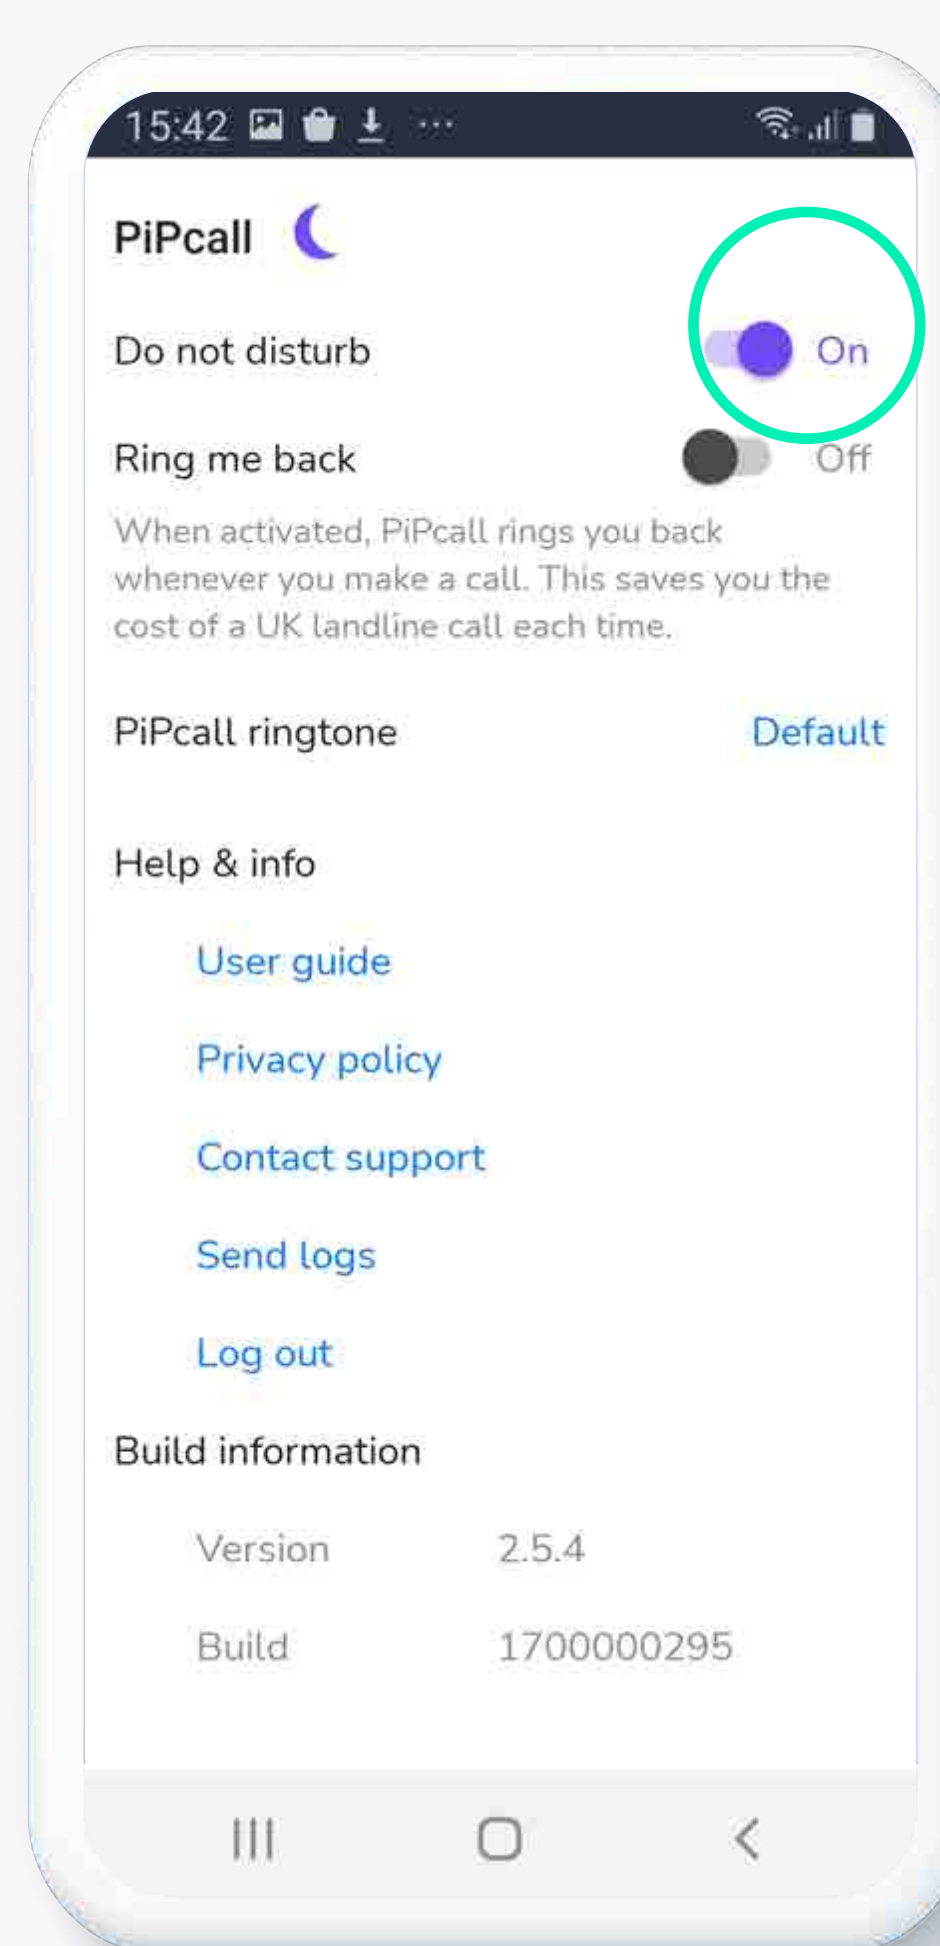 15:42
PiPcall
Do not disturb On
Ring me back Off
When activated, PiPcall rings you back
whenever you make a call. This saves you the
cost of a UK landline call each time.
PiPcall ringtone Default
Help & info
User guide
Privacy policy
Contact support
Send logs
Log out
Build information
Version 2.5.4
Build 1700000295